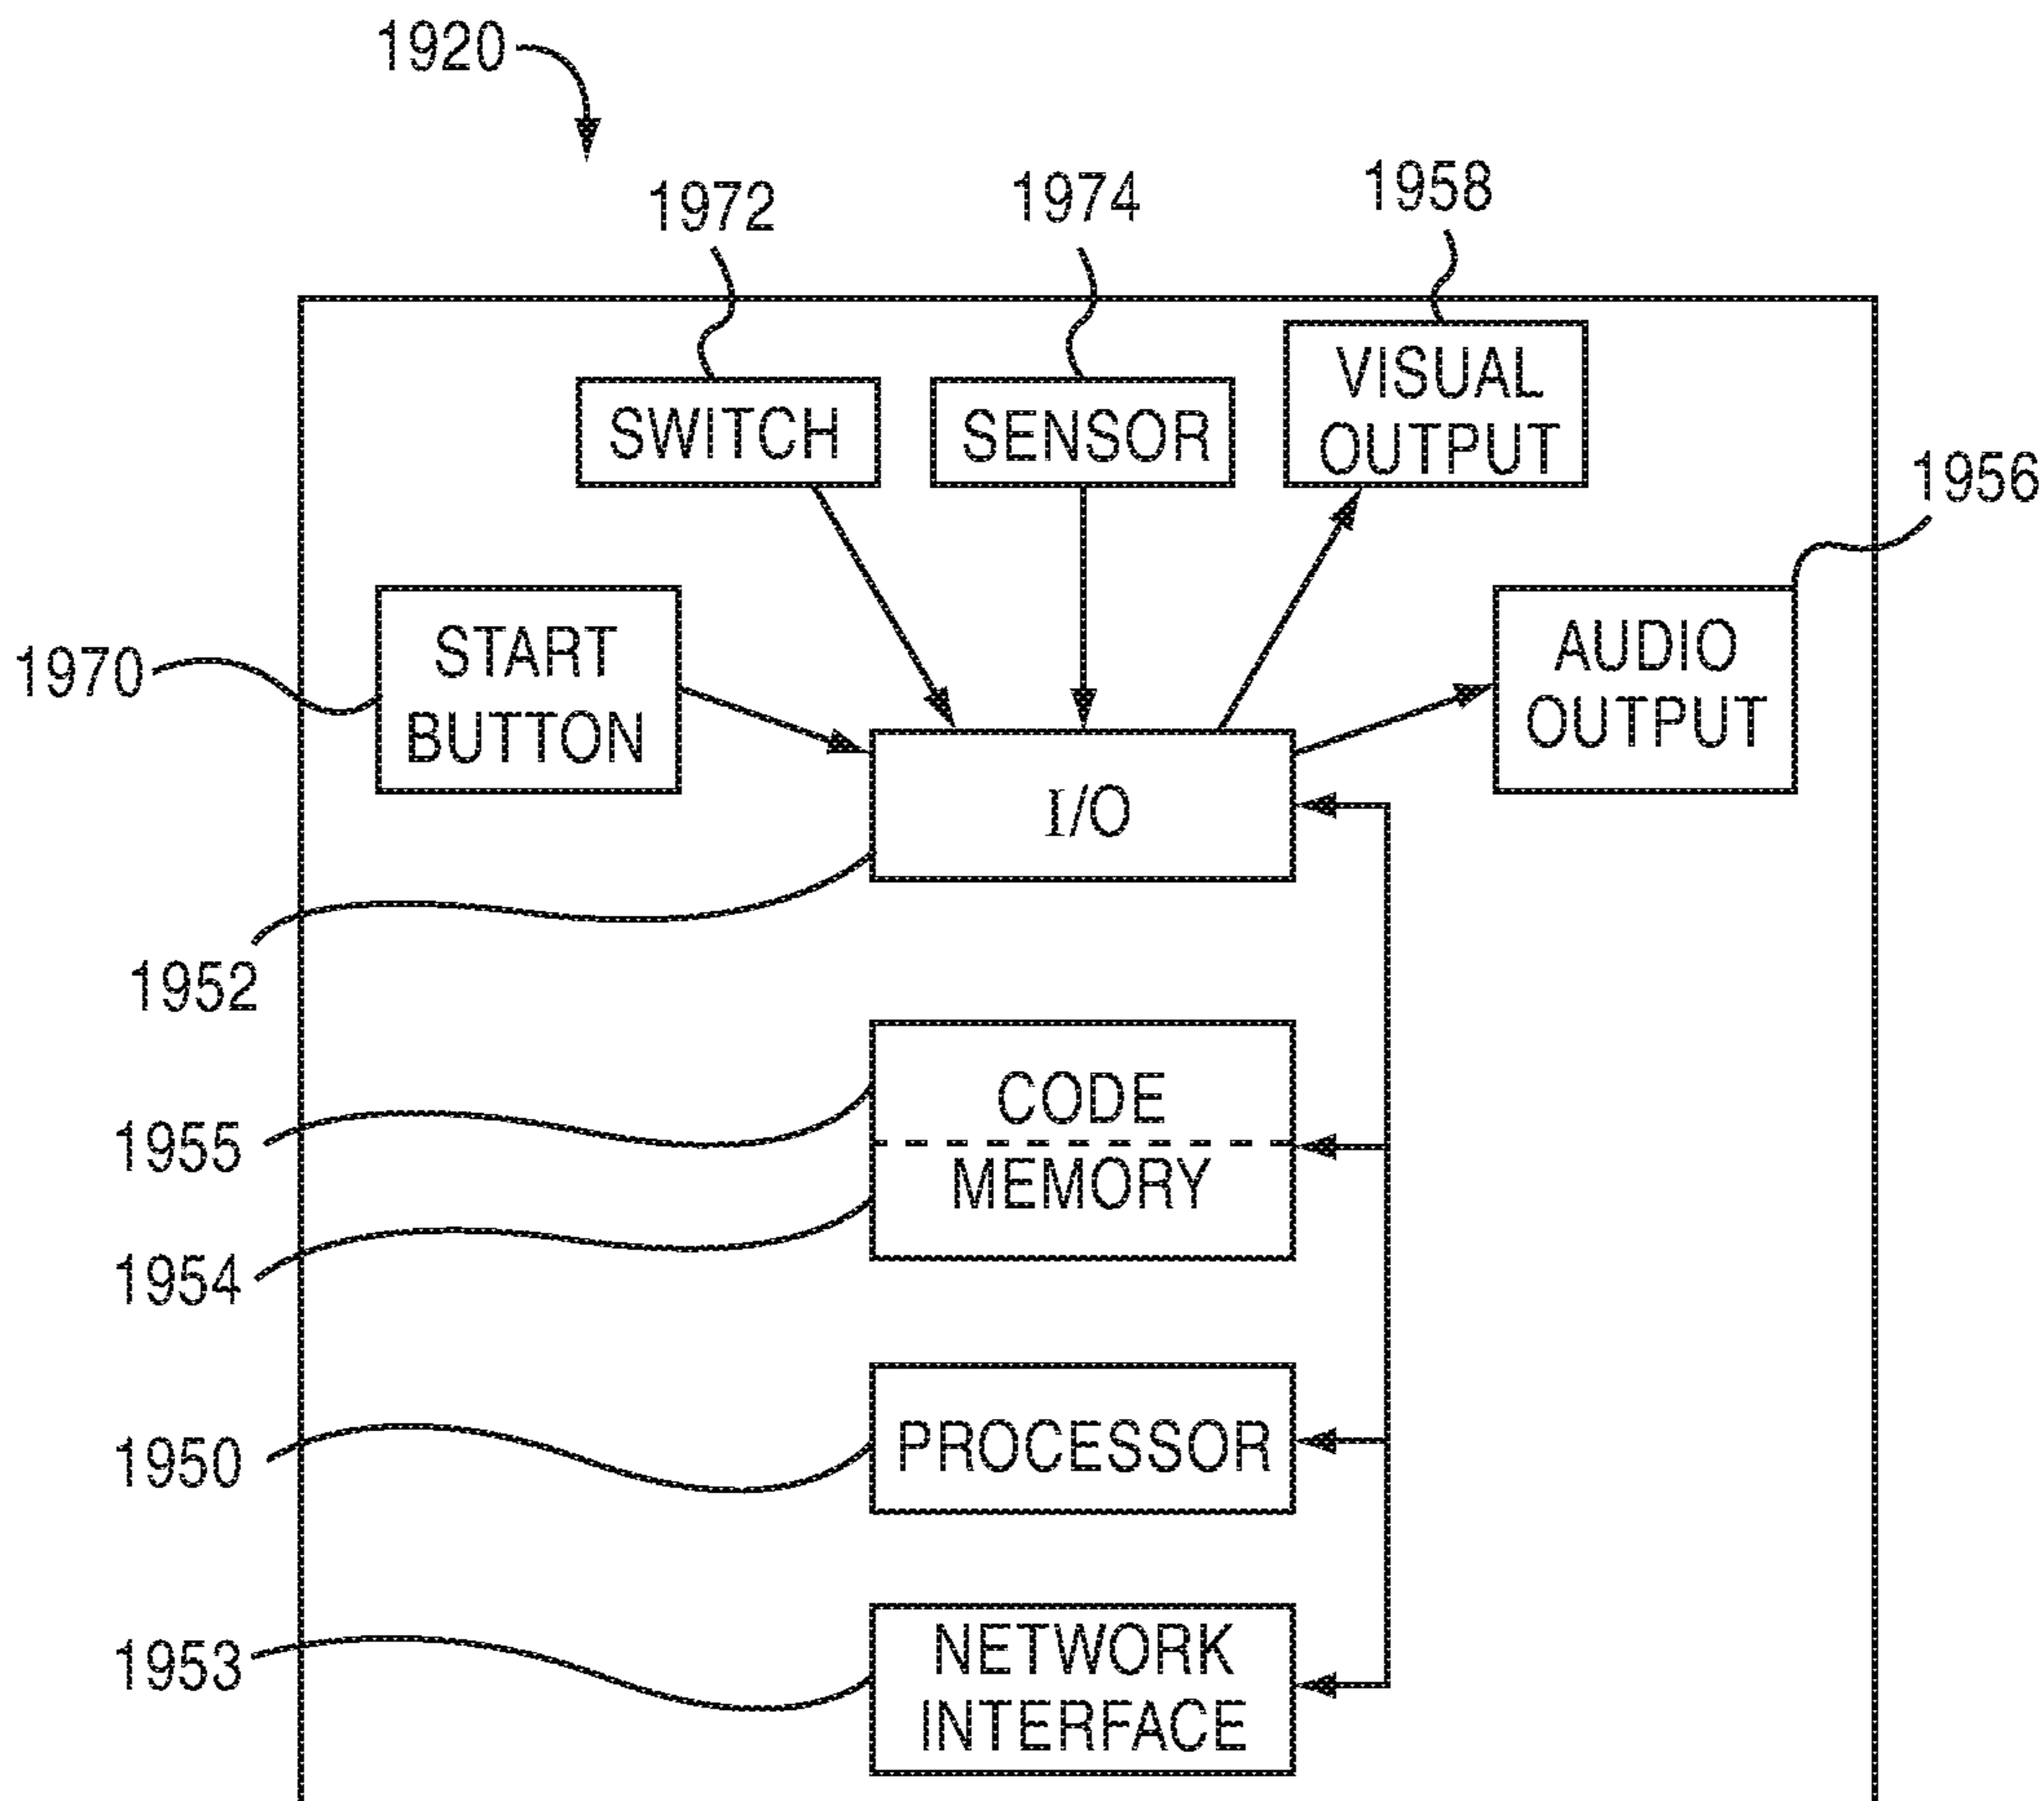 1920
1972
1974
1958
SWITCH
SENSOR
VISUAL
OUTPUT
1956
1970
START
BUTTON
AUDIO
OUTPUT
I/O
1952
CODE
1955
MEMORY
1954
1950
PROCESSOR
1953
NETWORK
INTERFACE